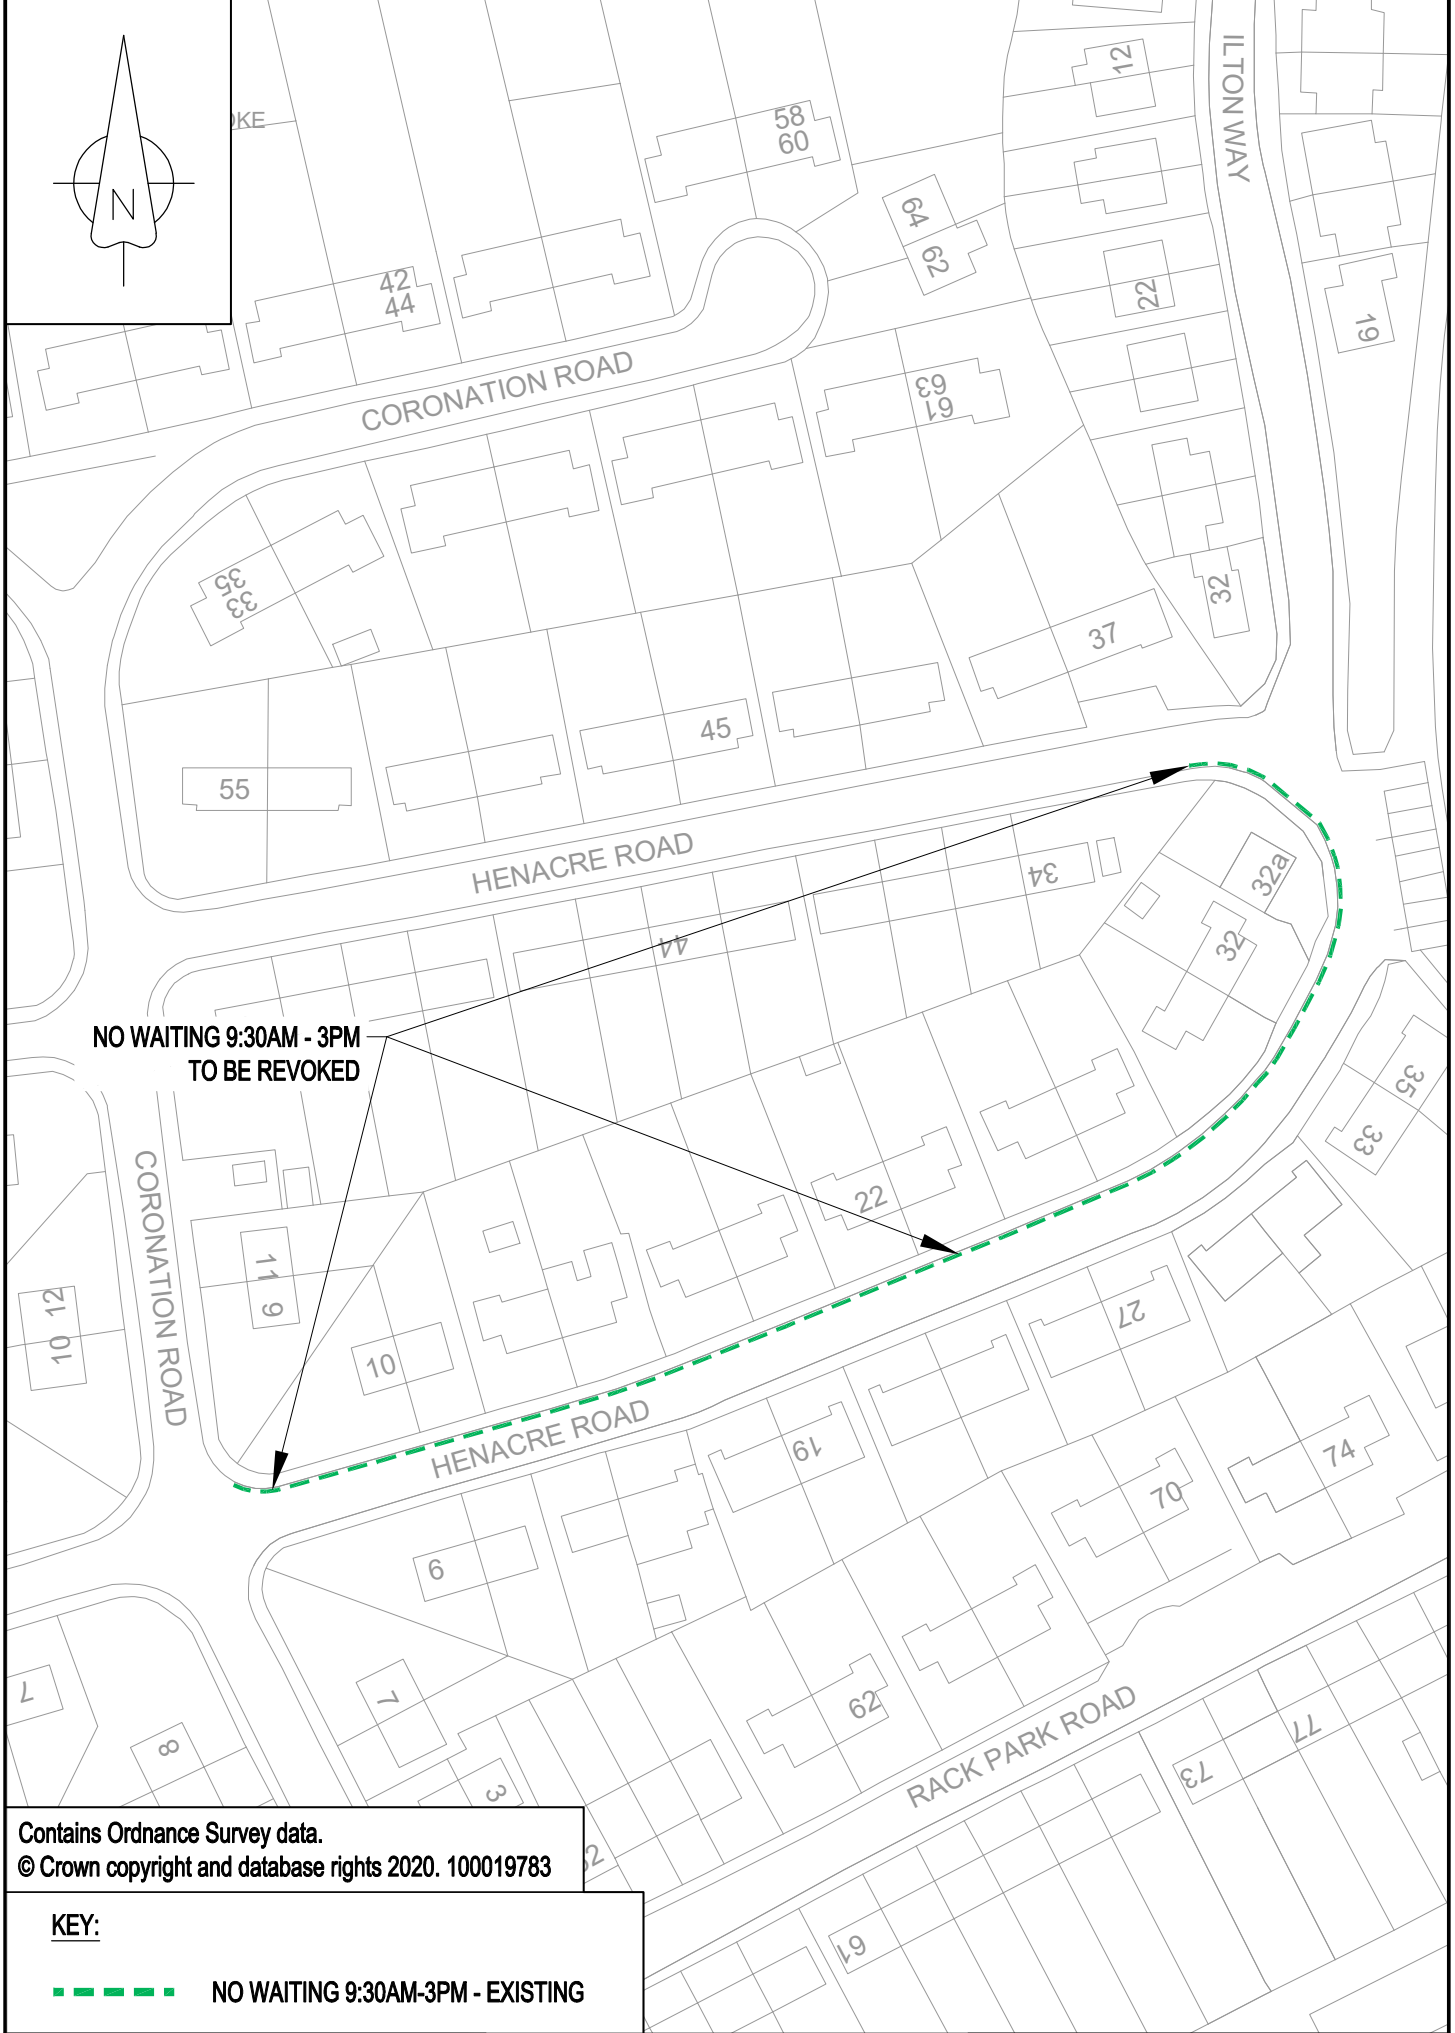 N
OKE
58
60
12
ILTON WAY
64
62
42
44
22
19
CORONATION ROAD
63
61
35
33
32
37
45
55
HENACRE ROAD
34
32a
44
32
NO WAITING 9:30AM - 3PM
TO BE REVOKED
35
33
CORONATION ROAD
22
11
9
12
10
10
27
HENACRE ROAD
19
74
70
6
7
7
62
8
3
RACK PARK ROAD
77
73
Contains Ordnance Survey data.
© Crown copyright and database rights 2020. 100019783
61
KEY:
NO WAITING 9:30AM-3PM - EXISTING